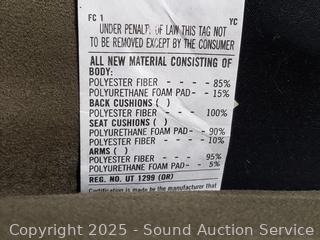 FC 1 YC
UNDER PENALTY OF LAW THIS TAG NOT
TO BE REMOVED EXCEPT BY THE CONSUMER
ALL NEW MATERIAL CONSISTING OF
BODY:
POLYESTER FIBER - - - - 85%
POLYURETHANE FOAM PAD - 15%
BACK CUSHIONS ( )
POLYESTER FIBER - - - 100%
SEAT CUSHIONS ( )
POLYURETHANE FOAM PAD- 90%
POLYESTER FIBER - - - 10%
ARMS ( )
POLYESTER FIBER - - - 95%
POLYURETHANE FOAM PAD - 5%
REG. NO. UT 1299 (OR)
Certification is made by the manufacturer that
Copyright 2025 - Sound Auction Service